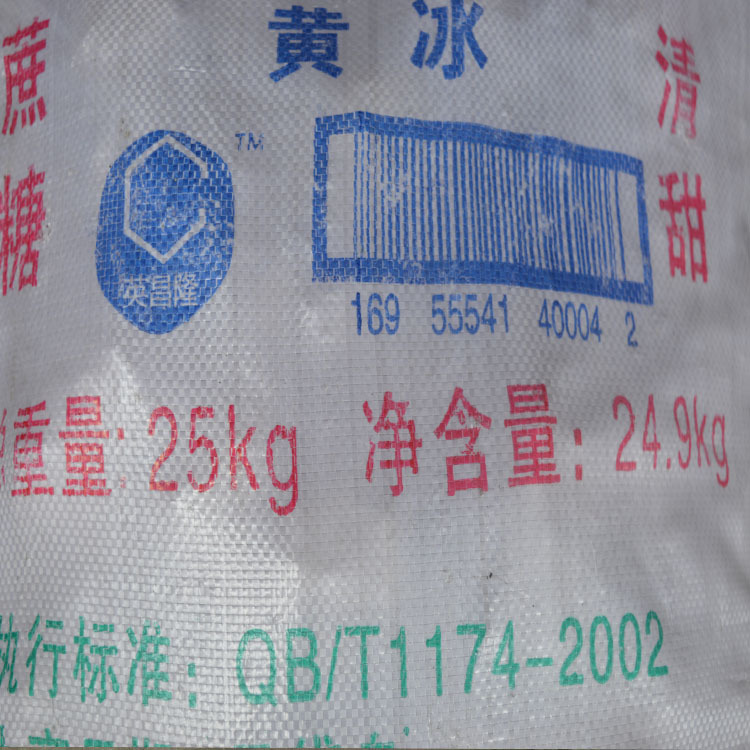 黄冰
蔗糖
清甜
TM
英昌隆
169 55541 40004 2
重量: 25kg 净含量: 24.9kg
执行标准: QB/T1174-2002